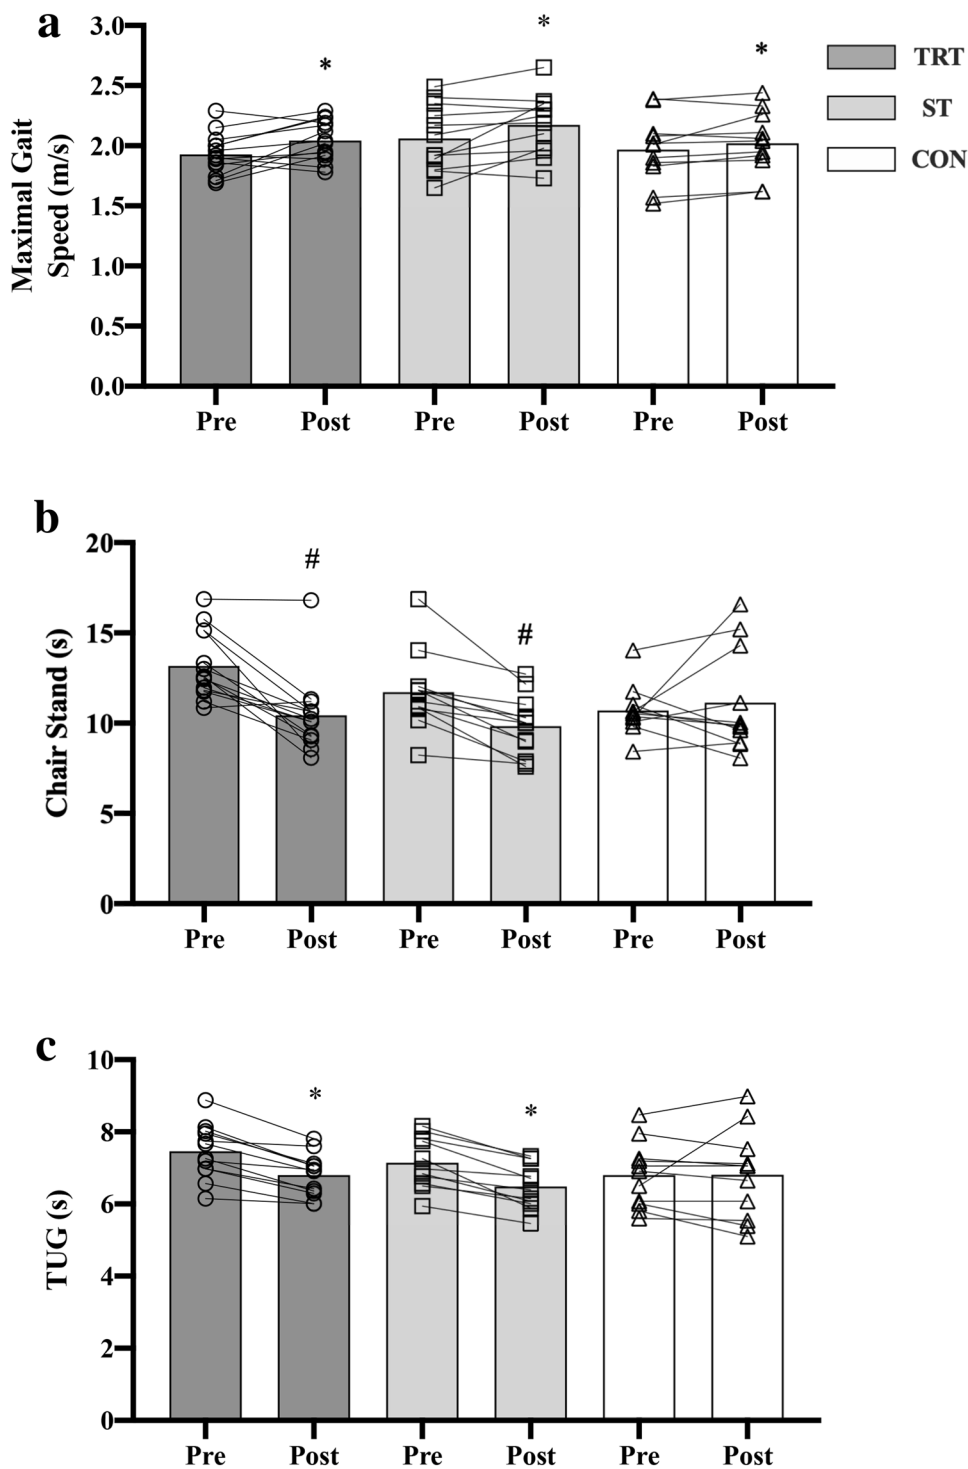 a
3.0
2.5
2.0
1.5
1.0
0.5
0.0
Maximal Gait
Speed (m/s)
*
*
*
TRT
ST
CON
Pre Post Pre Post Pre Post
b
20
15
10
5
0
Chair Stand (s)
#
#
Pre Post Pre Post Pre Post
c
10
8
6
4
2
0
TUG (s)
*
*
Pre Post Pre Post Pre Post